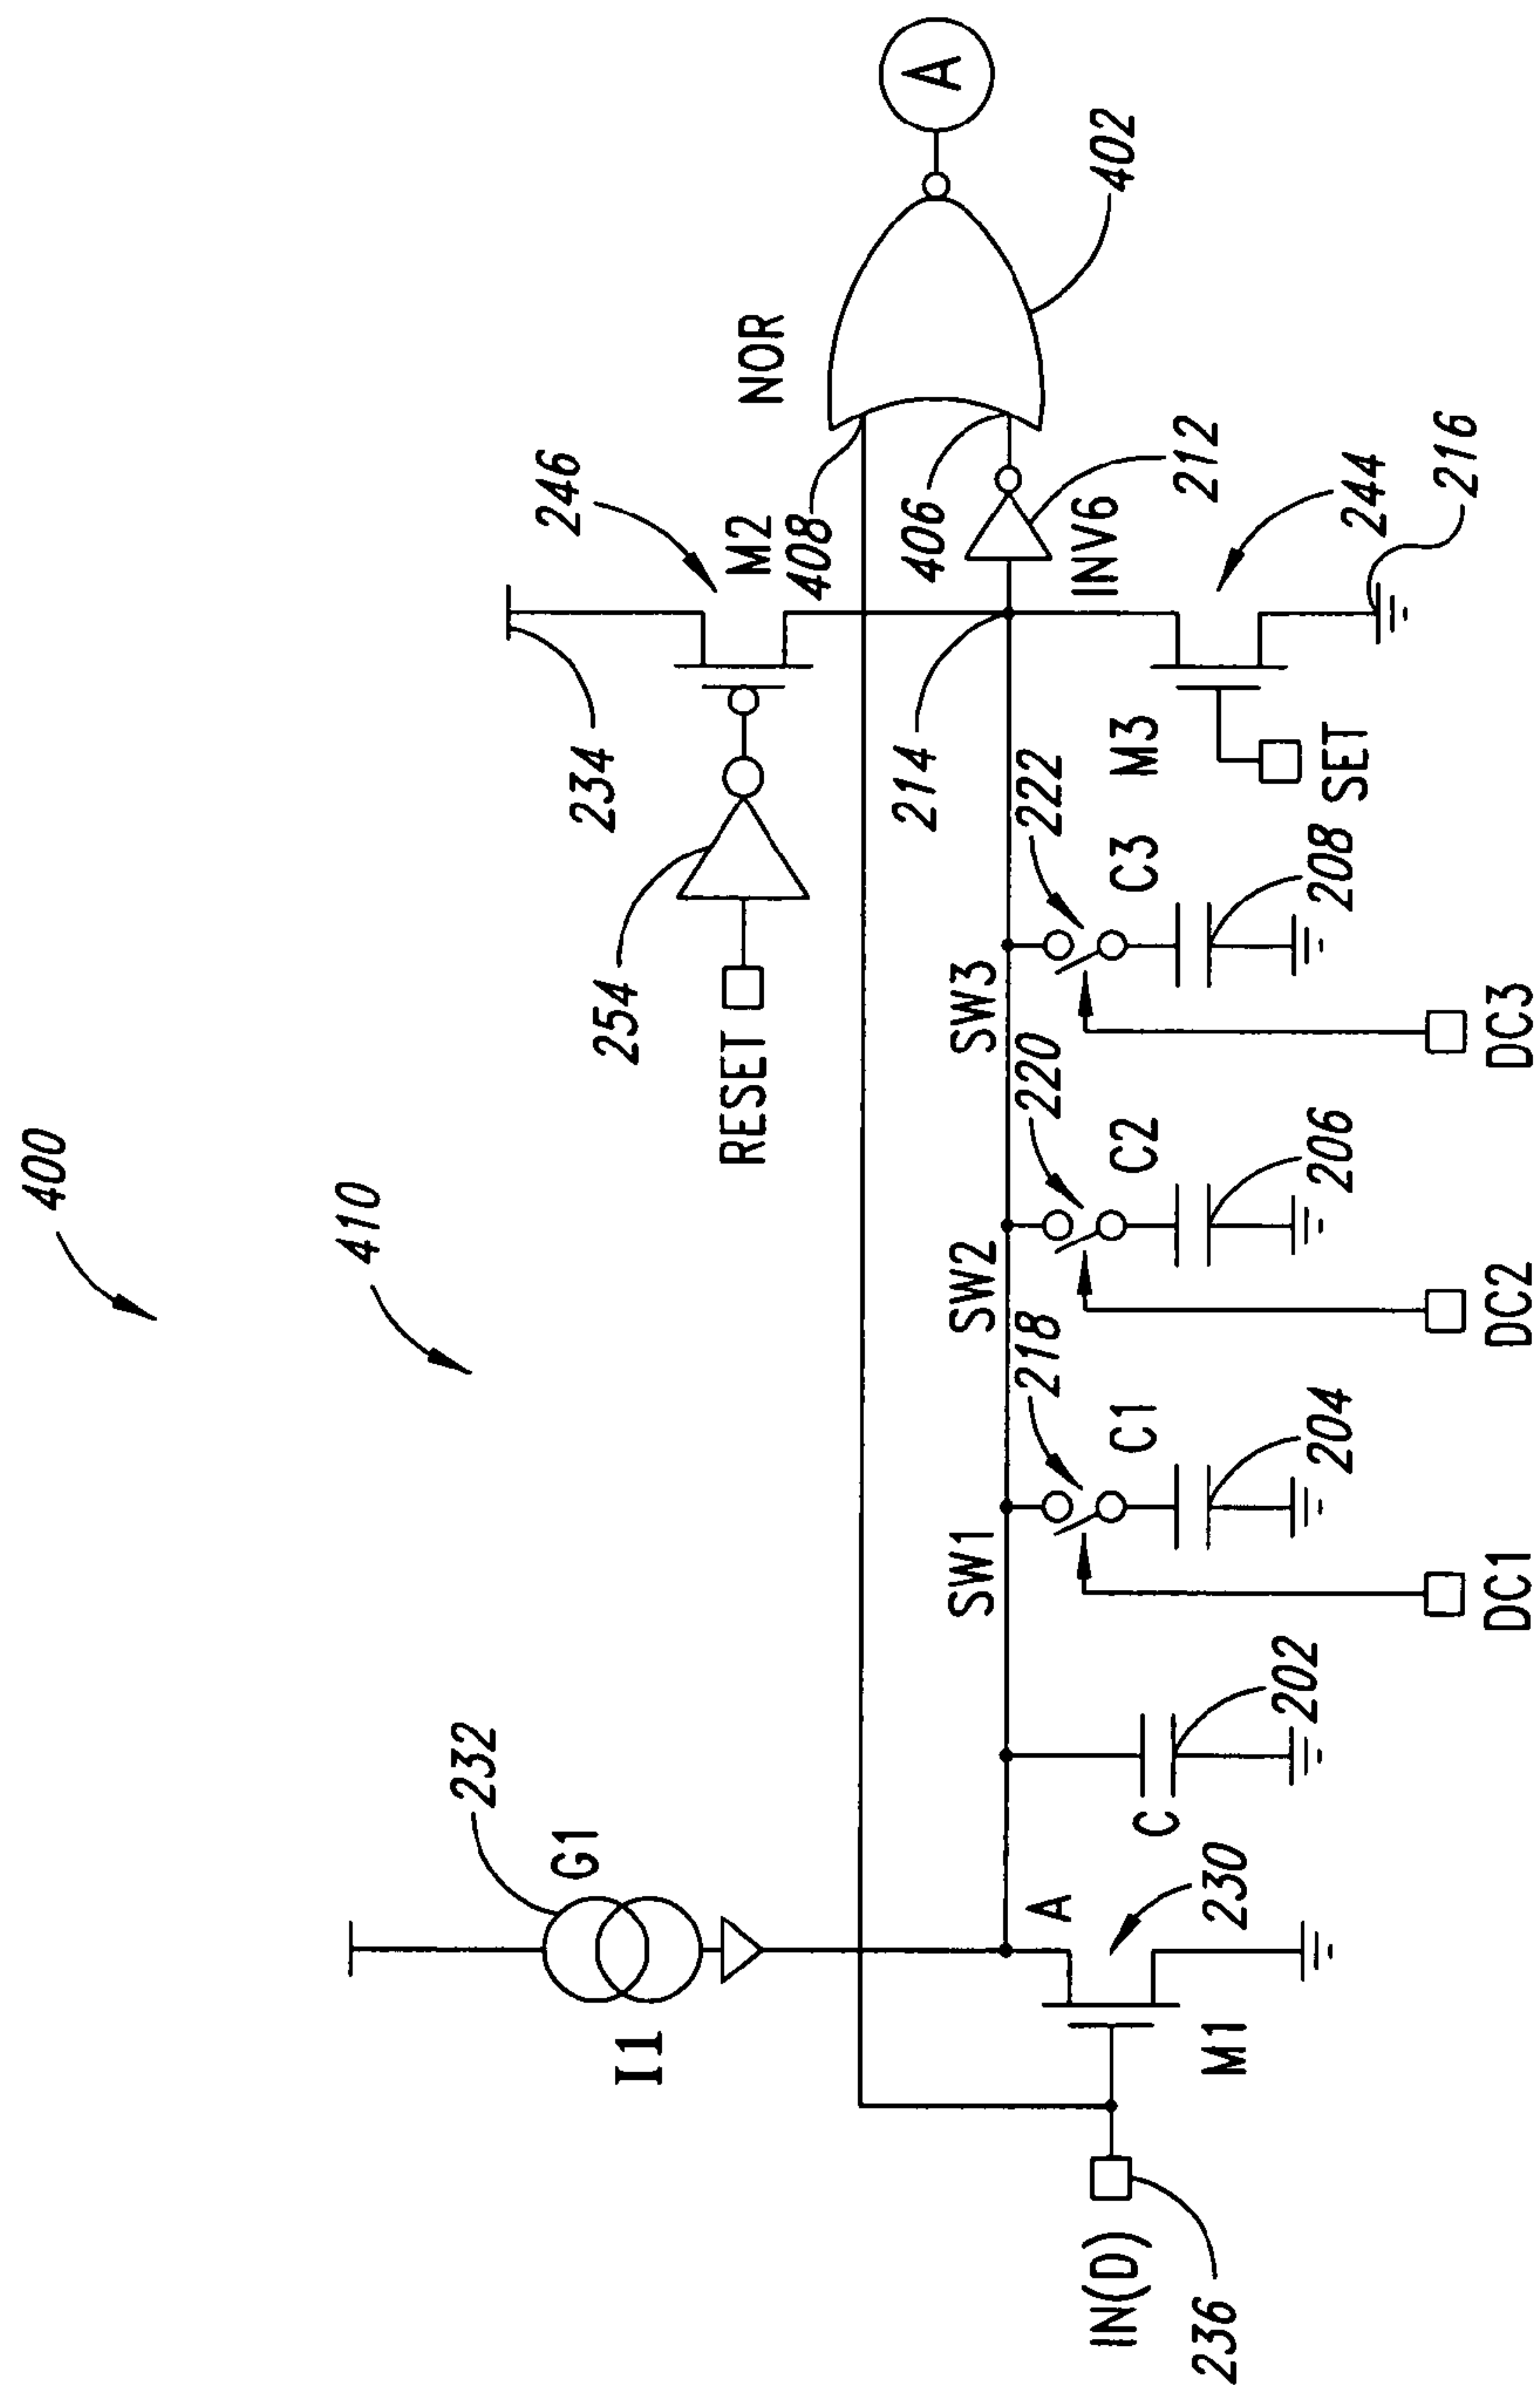 400
410
232
G1
I1
246
234
M2
254
RESET
NOR
408
A
406
402
214
INV6
212
SW1
SW2
SW3
218
220
222
A
C
C1
C2
C3
M3
230
202
204
206
208
244
216
SET
IN(D)
236
M1
DC1
DC2
DC3